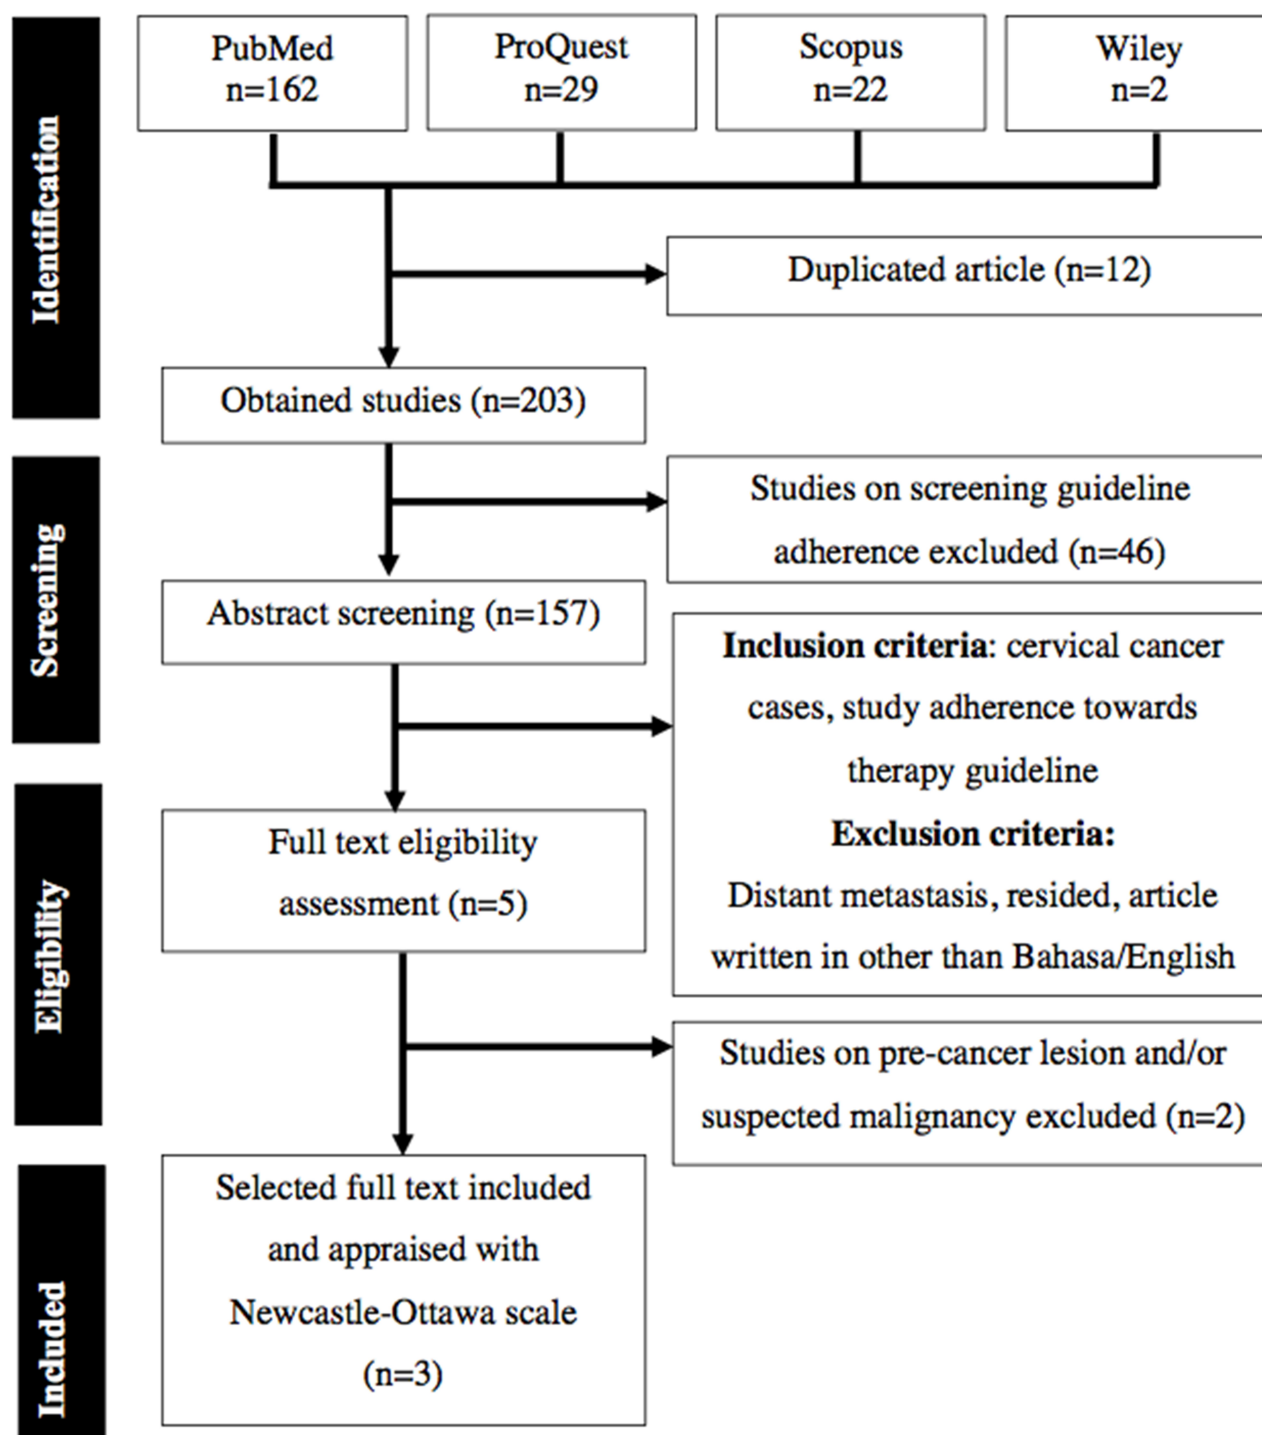 Identification
PubMed
n=162
ProQuest
n=29
Scopus
n=22
Wiley
n=2
Duplicated article (n=12)
Obtained studies (n=203)
Screening
Studies on screening guideline
adherence excluded (n=46)
Abstract screening (n=157)
Inclusion criteria: cervical cancer
cases, study adherence towards
therapy guideline
Exclusion criteria:
Distant metastasis, resided, article
written in other than Bahasa/English
Eligibility
Full text eligibility
assessment (n=5)
Studies on pre-cancer lesion and/or
suspected malignancy excluded (n=2)
Included
Selected full text included
and appraised with
Newcastle-Ottawa scale
(n=3)